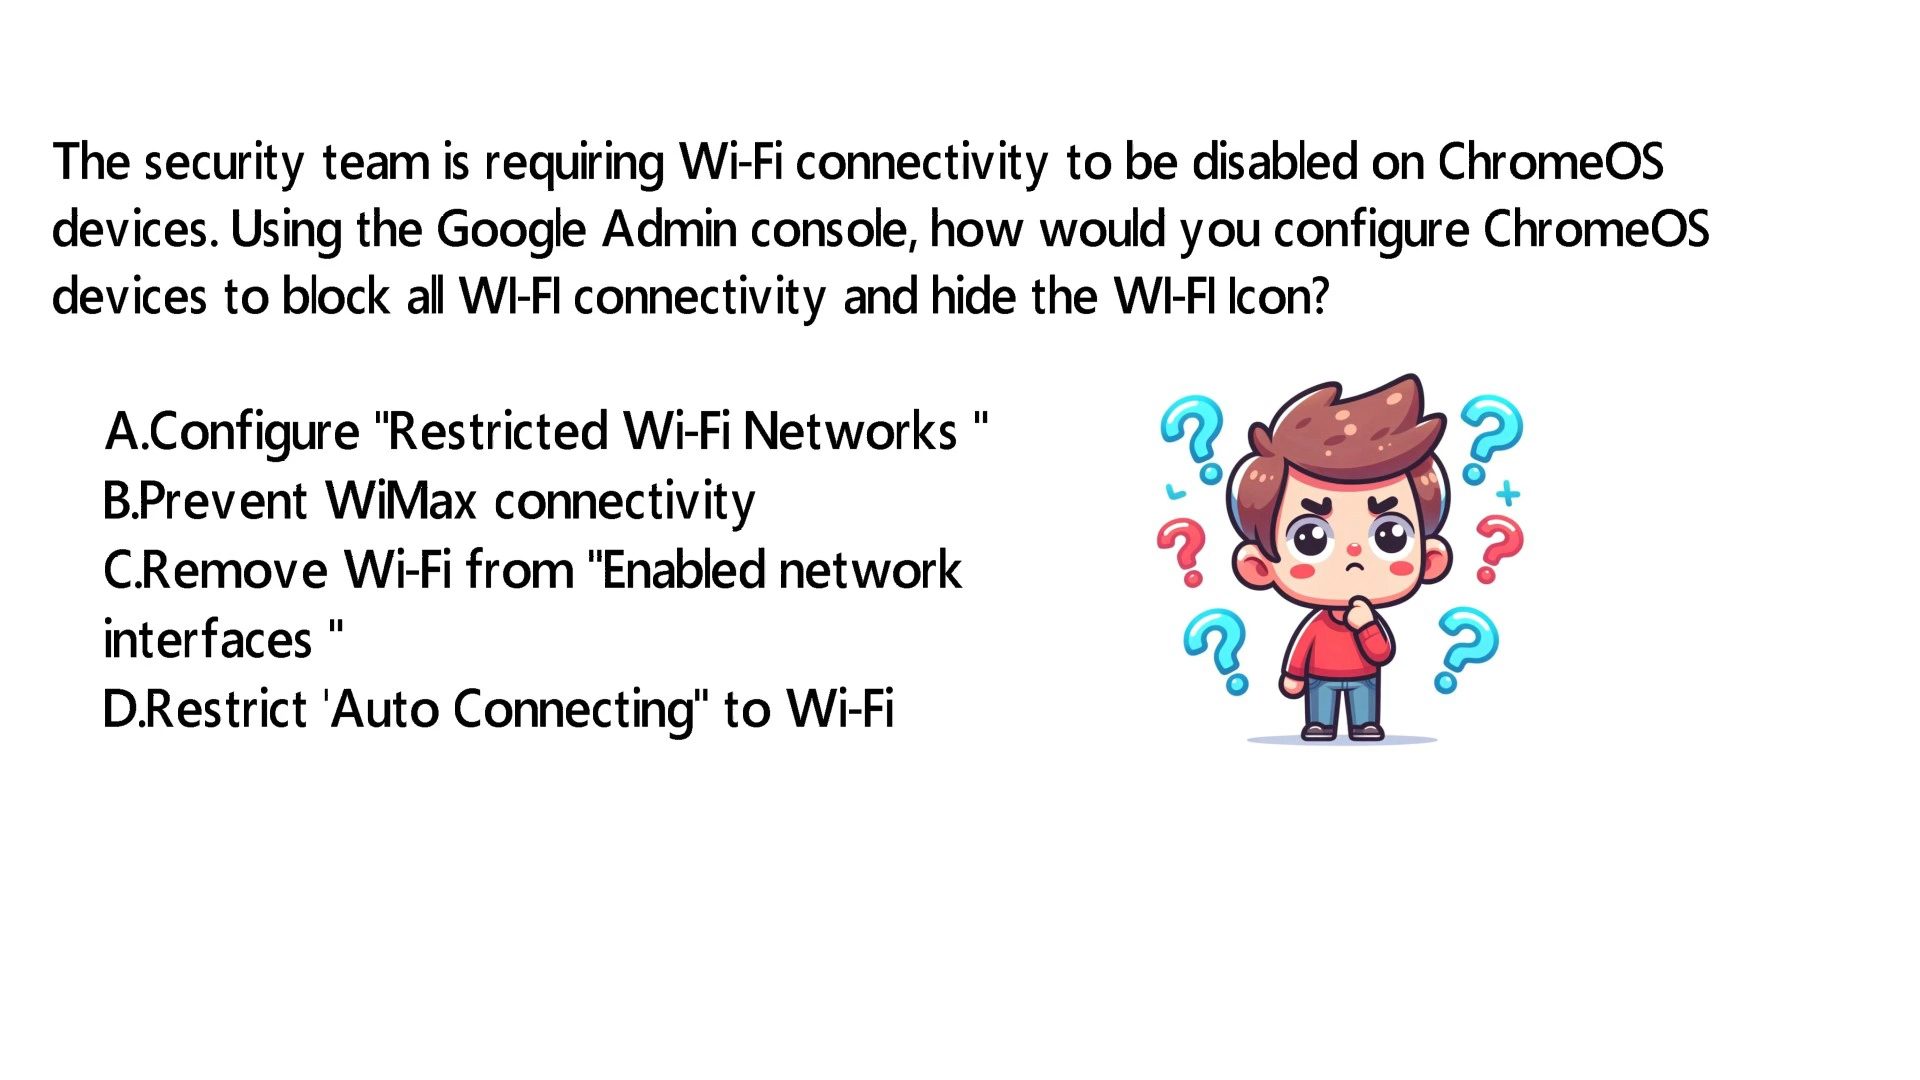 The security team is requiring Wi-Fi connectivity to be disabled on ChromeOS
devices. Using the Google Admin console, how would you configure ChromeOS
devices to block all WI-FI connectivity and hide the WI-FI Icon?
A.Configure "Restricted Wi-Fi Networks "
B.Prevent WiMax connectivity
C.Remove Wi-Fi from "Enabled network
interfaces "
D.Restrict 'Auto Connecting" to Wi-Fi